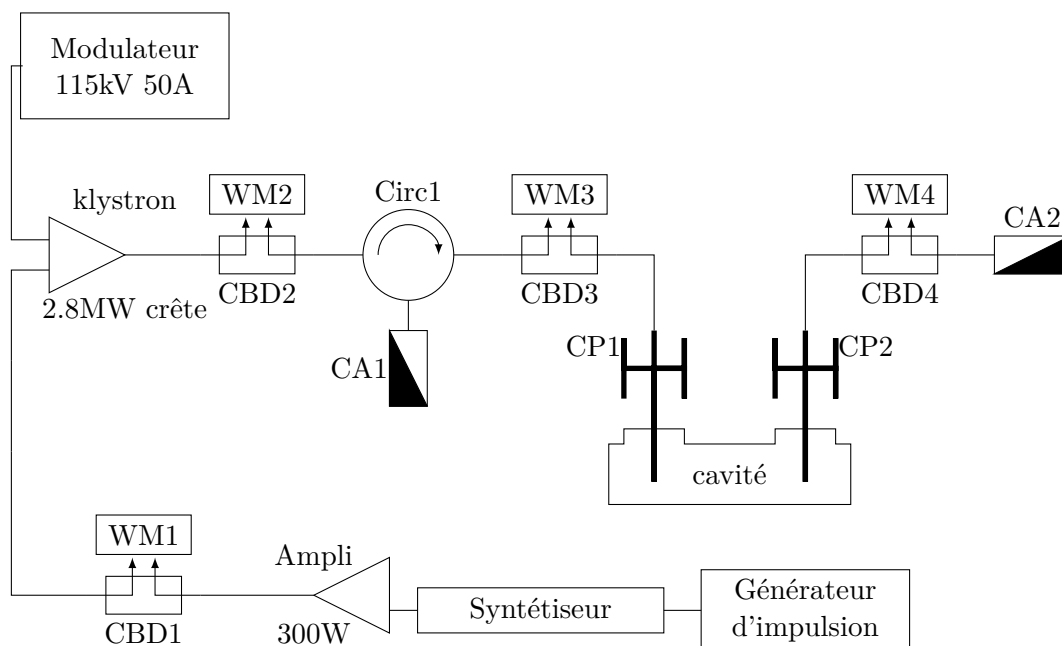 Modulateur
115kV 50A
klystron
WM2
Circ1
WM3
WM4
CA2
CBD2
CBD3
CBD4
2.8MW crête
CA1
CP1
CP2
cavité
WM1
Ampli
CBD1
300W
Syntétiseur
Générateur
d'impulsion